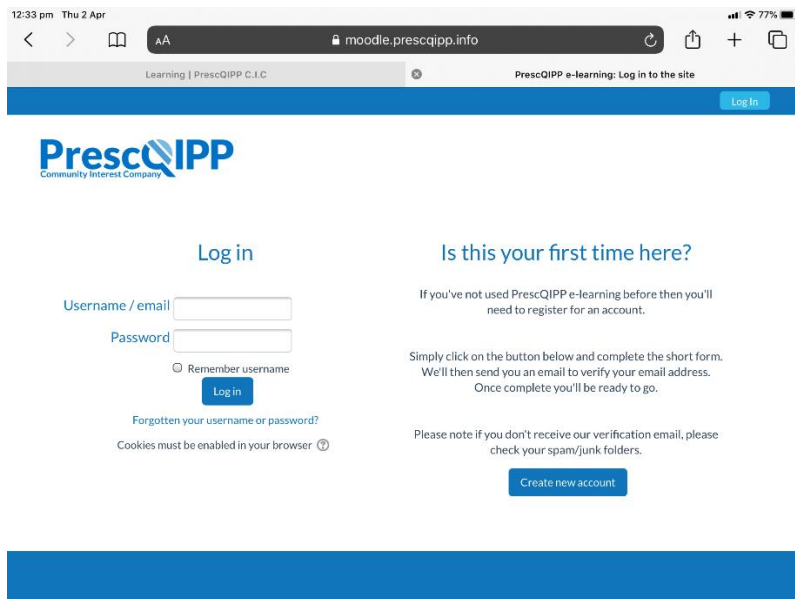 12:33 pm Thu 2 Apr
77%
AA
moodle.prescqipp.info
Learning | PrescQIPP C.I.C
PrescQIPP e-learning: Log in to the site
Log In
PrescQIPP
Community Interest Company
Log in
Username / email
Password
Remember username
Log in
Forgotten your username or password?
Cookies must be enabled in your browser
Is this your first time here?
If you've not used PrescQIPP e-learning before then you'll
need to register for an account.
Simply click on the button below and complete the short form.
We'll then send you an email to verify your email address.
Once complete you'll be ready to go.
Please note if you don't receive our verification email, please
check your spam/junk folders.
Create new account